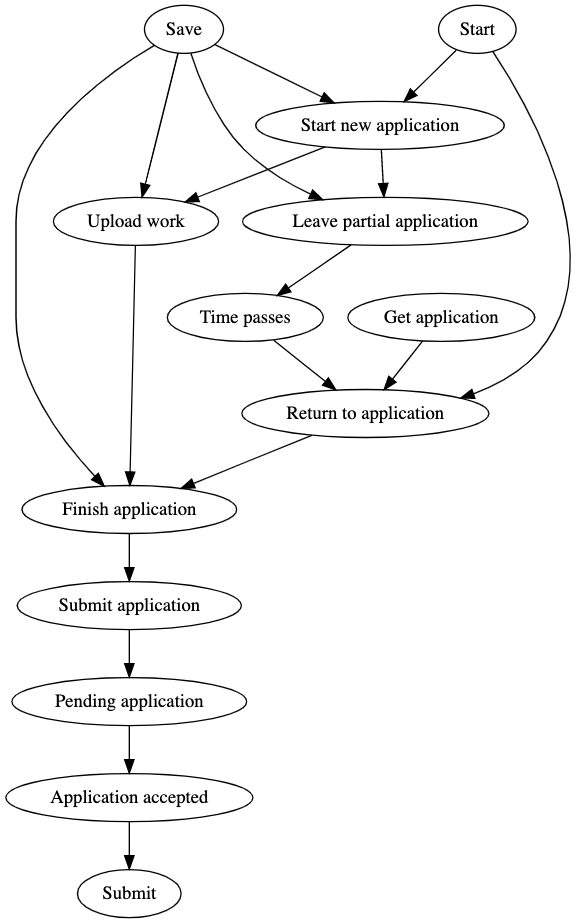 Save
Start
Start new application
Upload work
Leave partial application
Time passes
Get application
Return to application
Finish application
Submit application
Pending application
Application accepted
Submit